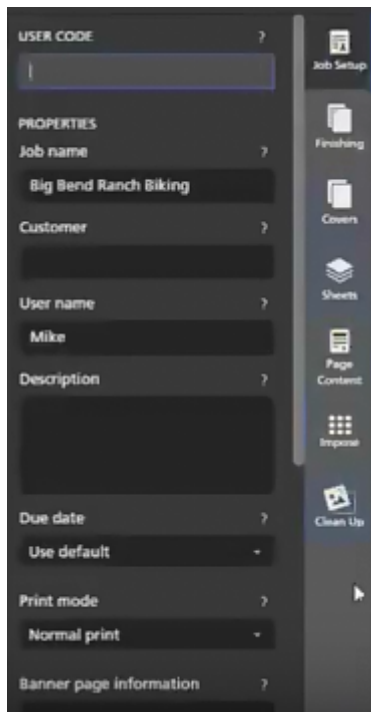 USER CODE ?
PROPERTIES
Job name ?
Big Bend Ranch Biking
Customer ?
User name ?
Mike
Description ?
Due date ?
Use default
Print mode ?
Normal print
Banner page information ?
Job Setup
Finishing
Covers
Sheets
Page
Content
Impose
Clean Up